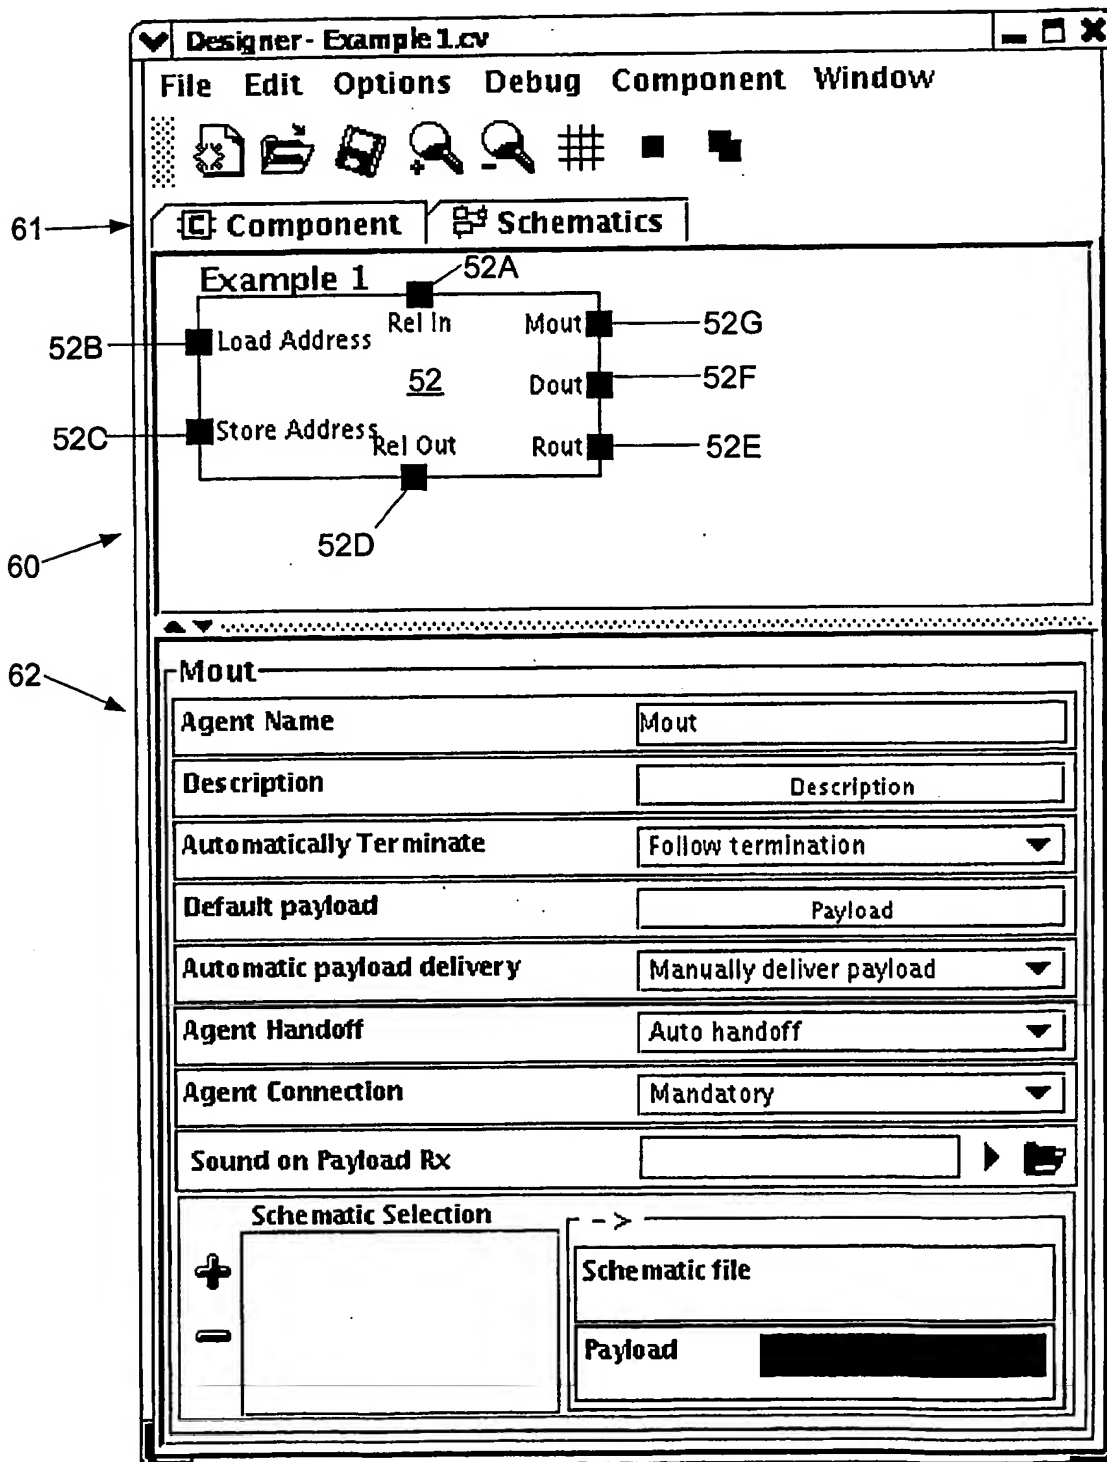 Designer - Example 1.cv
File Edit Options Debug Component Window
61
Component Schematics
Example 1
52A
Rel In
Mout
52G
52B
Load Address
52
Dout
52F
52C
Store Address
Rel Out
Rout
52E
52D
60
62
Mout
Agent Name
Mout
Description
Description
Automatically Terminate
Follow termination
Default payload
Payload
Automatic payload delivery
Manually deliver payload
Agent Handoff
Auto handoff
Agent Connection
Mandatory
Sound on Payload Rx
Schematic Selection
->
Schematic file
Payload